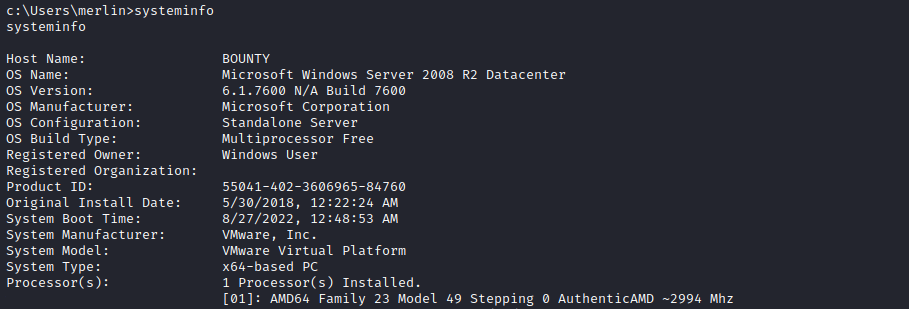 c:\Users\merlin>systeminfo
systeminfo
Host Name:                 BOUNTY
OS Name:                   Microsoft Windows Server 2008 R2 Datacenter
OS Version:                6.1.7600 N/A Build 7600
OS Manufacturer:           Microsoft Corporation
OS Configuration:          Standalone Server
OS Build Type:             Multiprocessor Free
Registered Owner:          Windows User
Registered Organization:
Product ID:                55041-402-3606965-84760
Original Install Date:     5/30/2018, 12:22:24 AM
System Boot Time:          8/27/2022, 12:48:53 AM
System Manufacturer:       VMware, Inc.
System Model:              VMware Virtual Platform
System Type:               x64-based PC
Processor(s):              1 Processor(s) Installed.
                           [01]: AMD64 Family 23 Model 49 Stepping 0 AuthenticAMD ~2994 Mhz